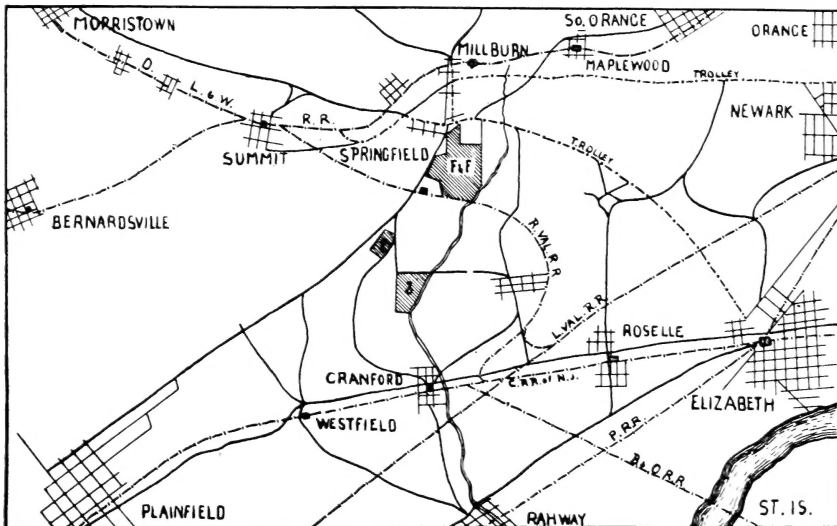 MORRISTOWN
So. ORANGE
ORANGE
MILLBURN
MAPLEWOOD
D. L. & W. R. R.
TROLLEY
NEWARK
SUMMIT
SPRINGFIELD
F&F
TROLLEY
BERNARDSVILLE
R. VAL. R. R
L. VAL. R. R.
ROSELLE
CRANFORD
C. R.R. of N. J.
ELIZABETH
WESTFIELD
P. R.R.
B & O. R. R.
PLAINFIELD
RAHWAY
ST. IS.